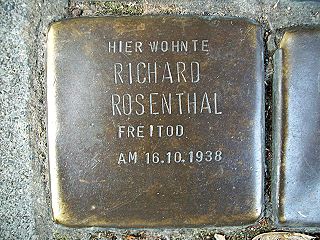 HIER WOHNTE
RICHARD
ROSENTHAL
FREITOD
AM 16.10.1938